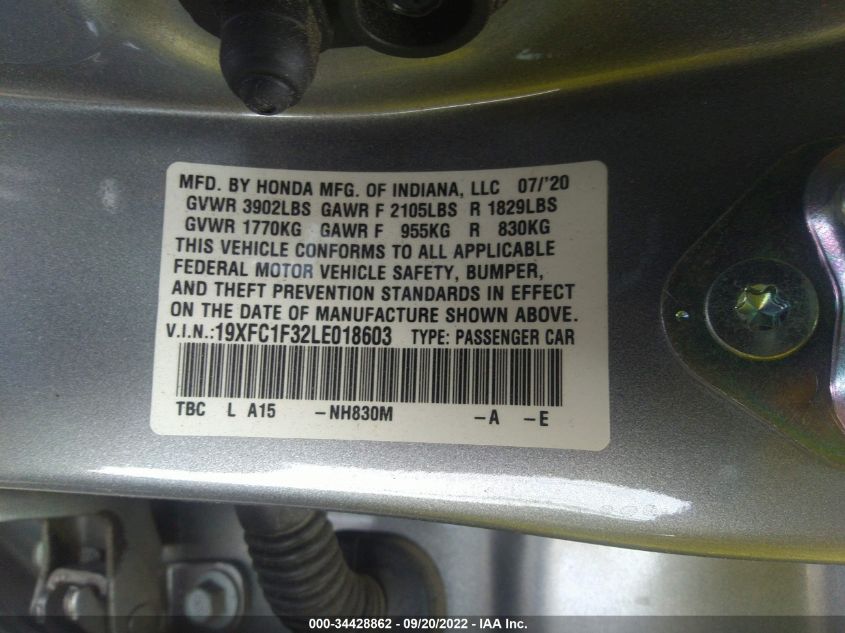 MFD. BY HONDA MFG. OF INDIANA, LLC 07/'20
GVWR 3902LBS GAWR F 2105LBS R 1829LBS
GVWR 1770KG GAWR F 955KG R 830KG
THIS VEHICLE CONFORMS TO ALL APPLICABLE
FEDERAL MOTOR VEHICLE SAFETY, BUMPER,
AND THEFT PREVENTION STANDARDS IN EFFECT
ON THE DATE OF MANUFACTURE SHOWN ABOVE.
V.I.N.:19XFC1F32LE018603 TYPE: PASSENGER CAR
TBC L A15 -NH830M -A -E
000-34428862 - 09/20/2022 - IAA Inc.